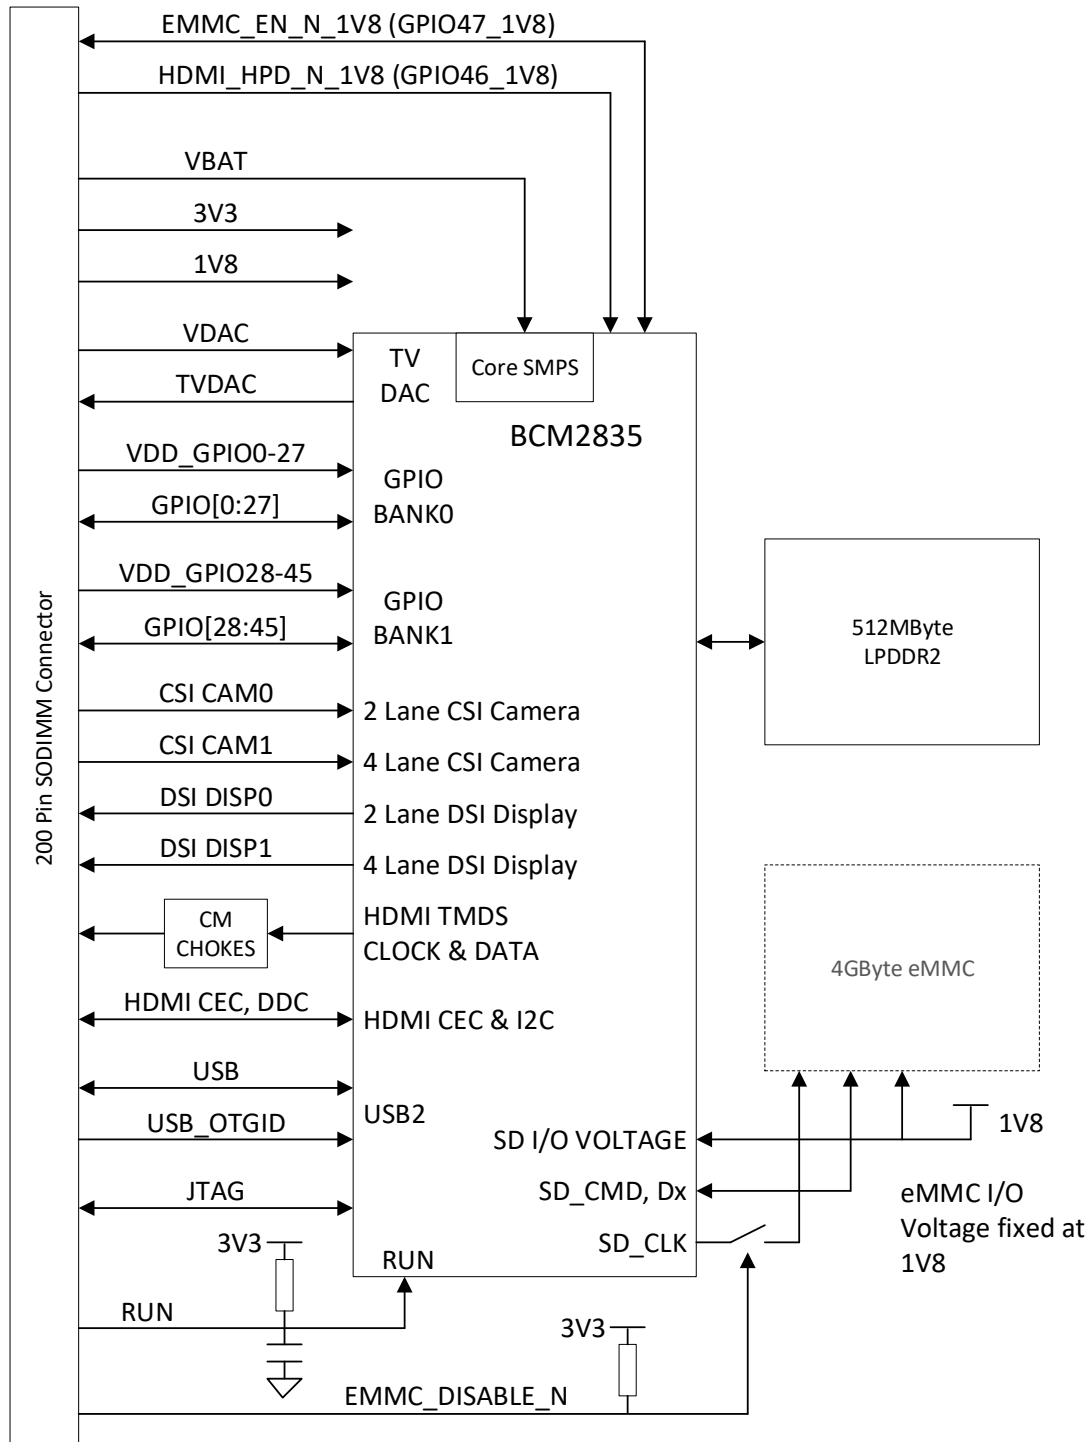 EMMC_EN_N_1V8 (GPIO47_1V8)
HDMI_HPD_N_1V8 (GPIO46_1V8)
VBAT
3V3
1V8
VDAC
TVDAC
TV
DAC
Core SMPS
BCM2835
VDD_GPIO0-27
GPIO[0:27]
GPIO
BANK0
VDD_GPIO28-45
GPIO[28:45]
GPIO
BANK1
512MByte
LPDDR2
200 Pin SODIMM Connector
CSI CAM0
2 Lane CSI Camera
CSI CAM1
4 Lane CSI Camera
DSI DISP0
2 Lane DSI Display
DSI DISP1
4 Lane DSI Display
CM
CHOKES
HDMI TMDS
CLOCK & DATA
4GByte eMMC
HDMI CEC, DDC
HDMI CEC & I2C
USB
USB_OTGID
USB2
SD I/O VOLTAGE
1V8
JTAG
SD_CMD, Dx
eMMC I/O
Voltage fixed at
1V8
SD_CLK
3V3
RUN
RUN
3V3
EMMC_DISABLE_N